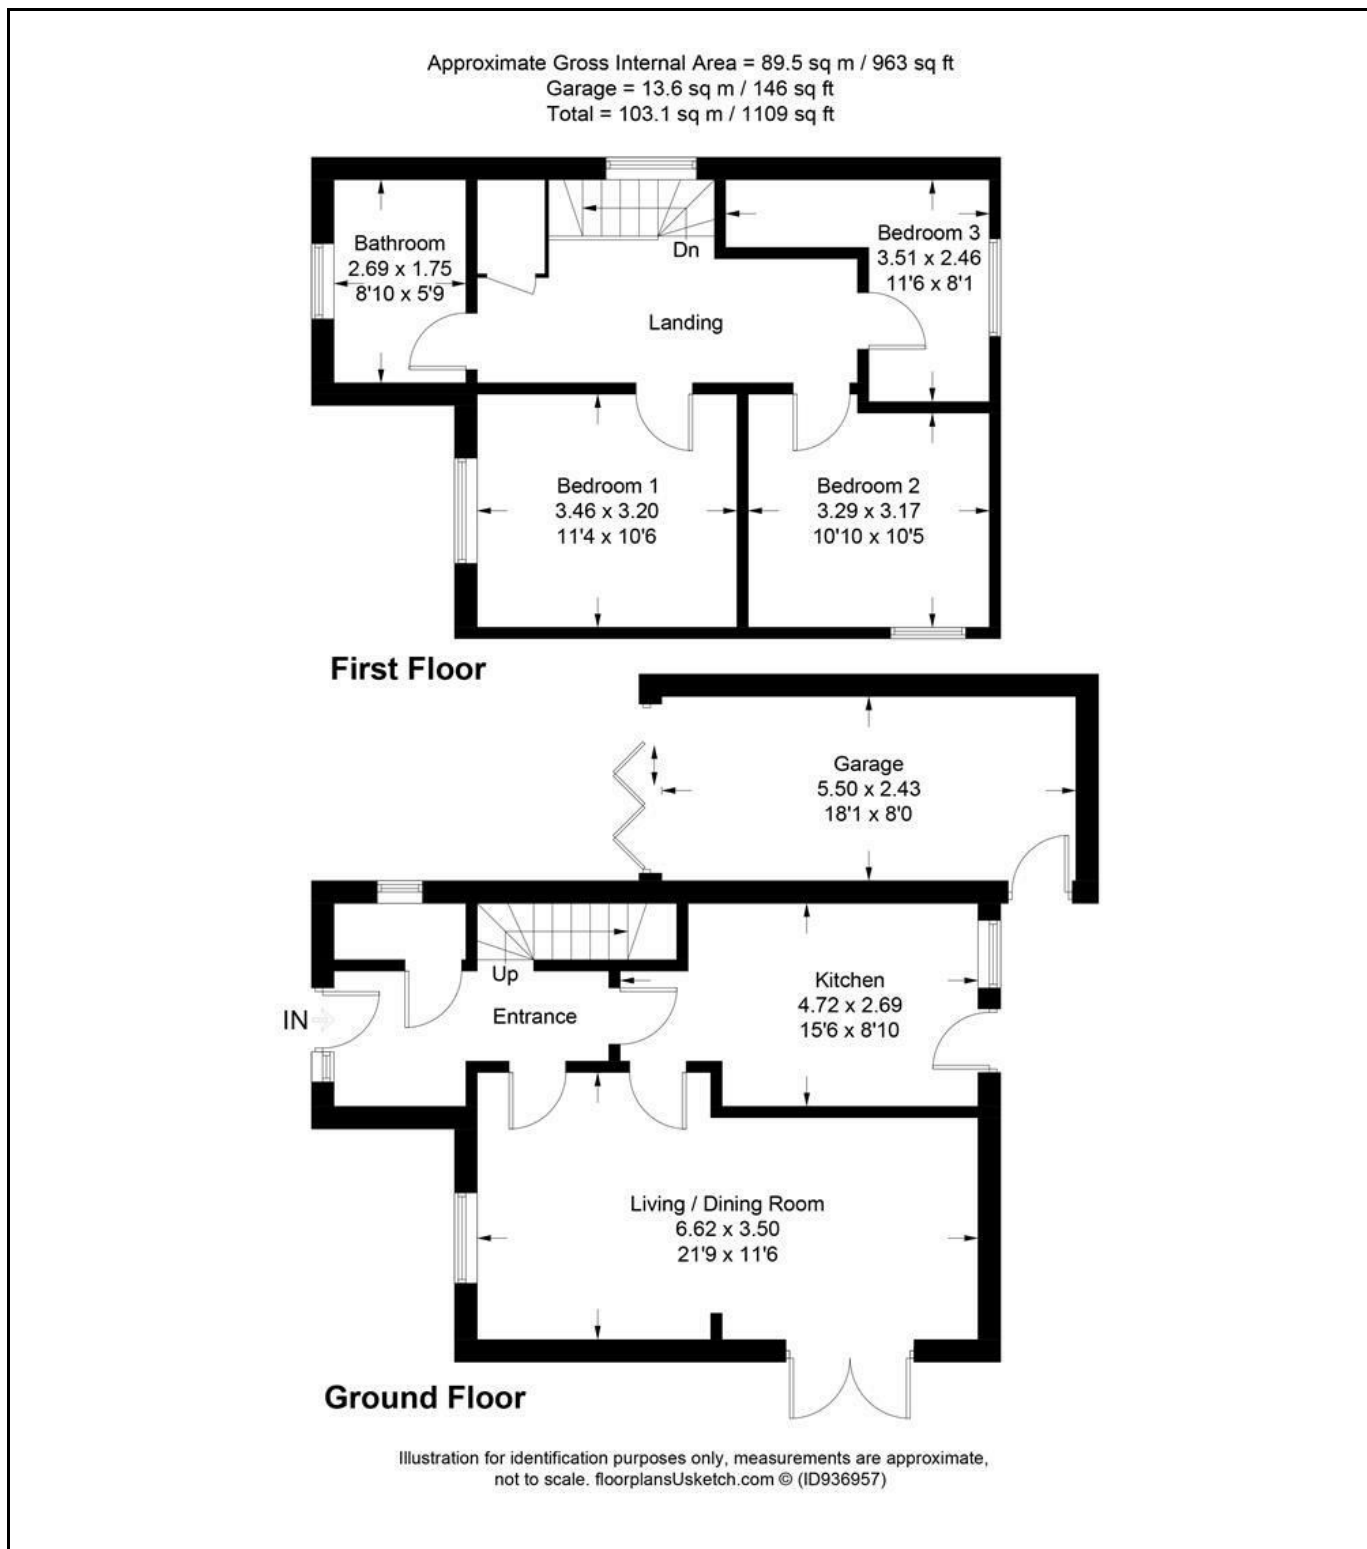 Approximate Gross Internal Area = 89.5 sq m / 963 sq ft
Garage = 13.6 sq m / 146 sq ft
Total = 103.1 sq m / 1109 sq ft
Bathroom
2.69 x 1.75
8'10 x 5'9
Dn
Bedroom 3
3.51 x 2.46
11'6 x 8'1
Landing
Bedroom 1
3.46 x 3.20
11'4 x 10'6
Bedroom 2
3.29 x 3.17
10'10 x 10'5
First Floor
Garage
5.50 x 2.43
18'1 x 8'0
Up
IN
Entrance
Kitchen
4.72 x 2.69
15'6 x 8'10
Living / Dining Room
6.62 x 3.50
21'9 x 11'6
Ground Floor
Illustration for identification purposes only, measurements are approximate,
not to scale. floorplansUsketch.com © (ID936957)